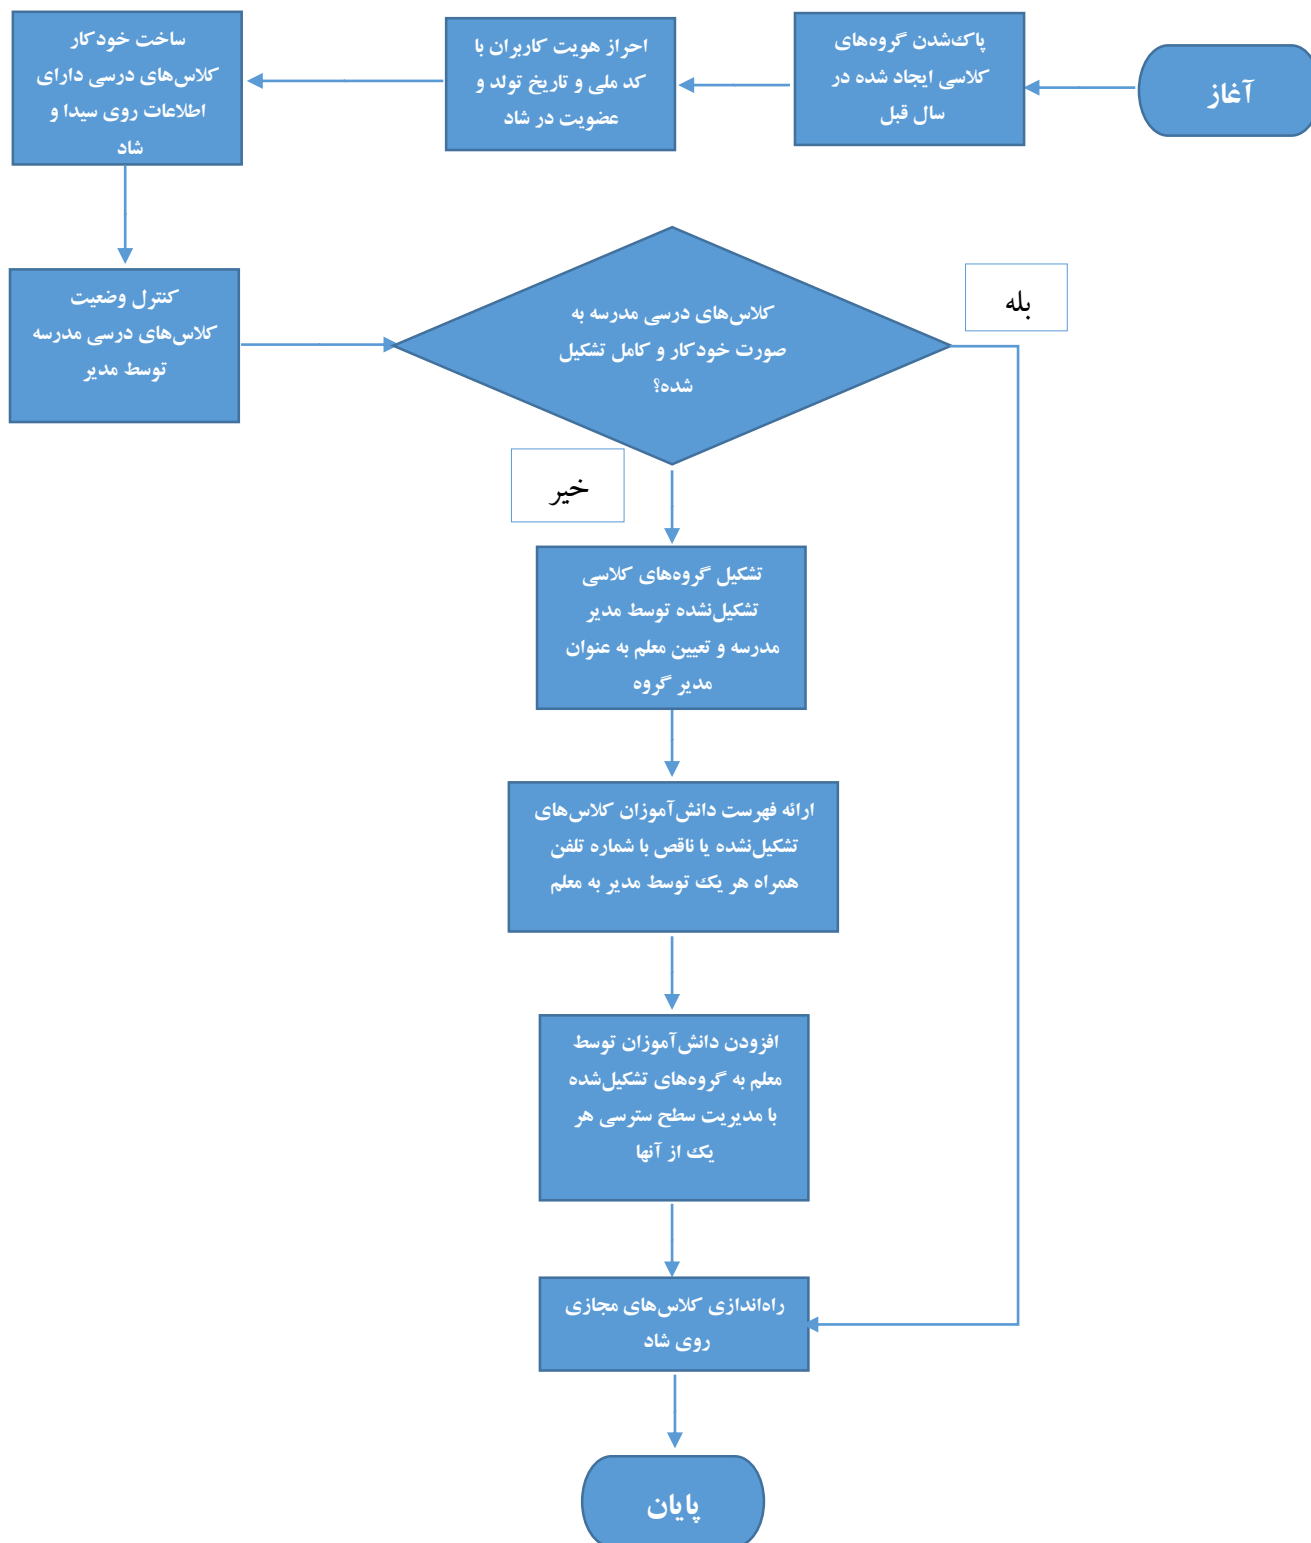 آغاز
پاک‌شدن گروه‌های
کلاسی ایجاد شده در
سال قبل
احراز هویت کاربران با
کد ملی و تاریخ تولد و
عضویت در شاد
ساخت خودکار
کلاس‌های درسی دارای
اطلاعات روی سیدا و
شاد
کنترل وضعیت
کلاس‌های درسی مدرسه
توسط مدیر
کلاس‌های درسی مدرسه به
صورت خودکار و کامل تشکیل
شده؟
بله
خیر
تشکیل گروه‌های کلاسی
تشکیل‌نشده توسط مدیر
مدرسه و تعیین معلم به عنوان
مدیر گروه
ارائه فهرست دانش‌آموزان کلاس‌های
تشکیل‌نشده یا ناقص با شماره تلفن
همراه هر یک توسط مدیر به معلم
افزودن دانش‌آموزان توسط
معلم به گروه‌های تشکیل‌شده
با مدیریت سطح سترسی هر
یک از آنها
راه‌اندازی کلاس‌های مجازی
روی شاد
پایان